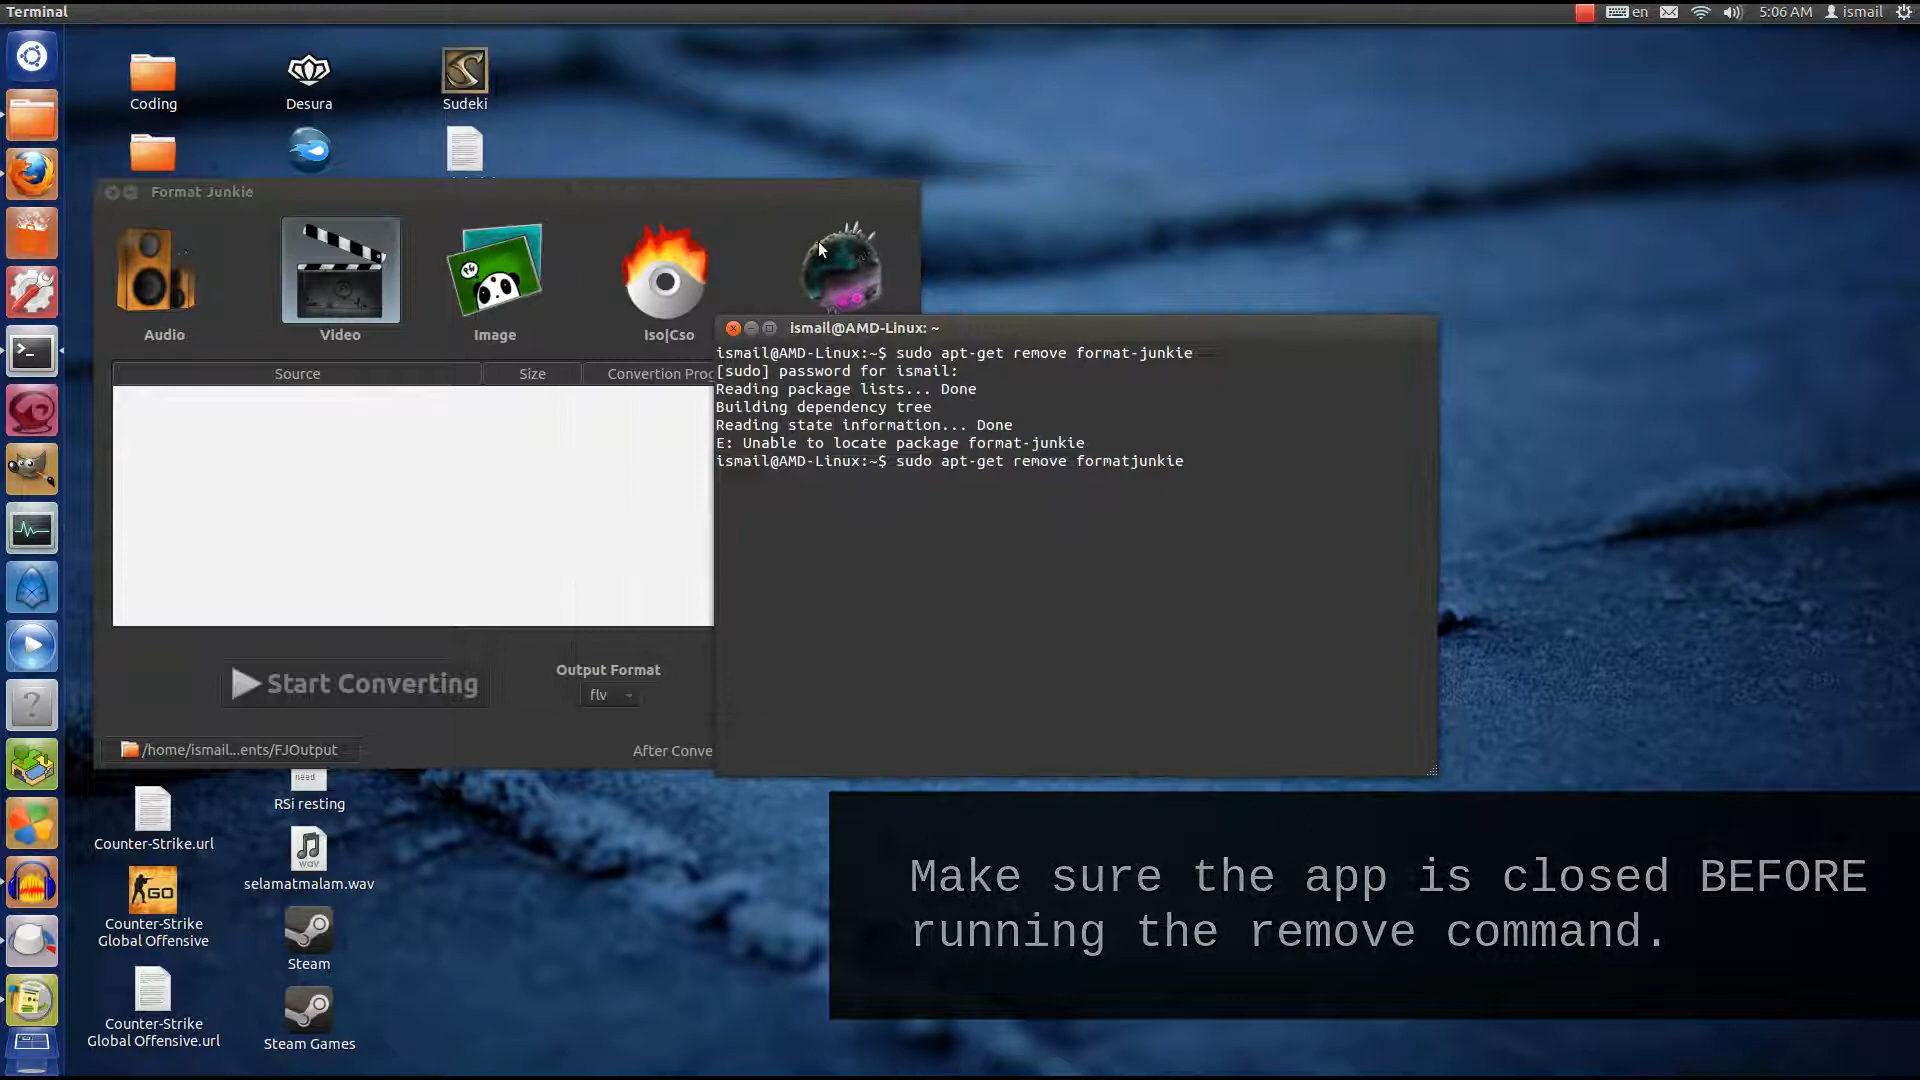 Terminal
en
5:06 AM
ismail
Coding
Desura
Sudeki
Format Junkie
Audio
Video
Image
Iso|Cso
Source
Size
Convertion Prog
Start Converting
Output Format
flv
/home/ismail...ents/FJOutput
After Conve
ismail@AMD-Linux: ~
ismail@AMD-Linux:~$ sudo apt-get remove format-junkie
[sudo] password for ismail:
Reading package lists... Done
Building dependency tree
Reading state information... Done
E: Unable to locate package format-junkie
ismail@AMD-Linux:~$ sudo apt-get remove formatjunkie
need
RSi resting
Counter-Strike.url
wav
selamatmalam.wav
GO
Counter-Strike
Global Offensive
Steam
Counter-Strike
Global Offensive.url
Steam Games
Make sure the app is closed BEFORE
running the remove command.